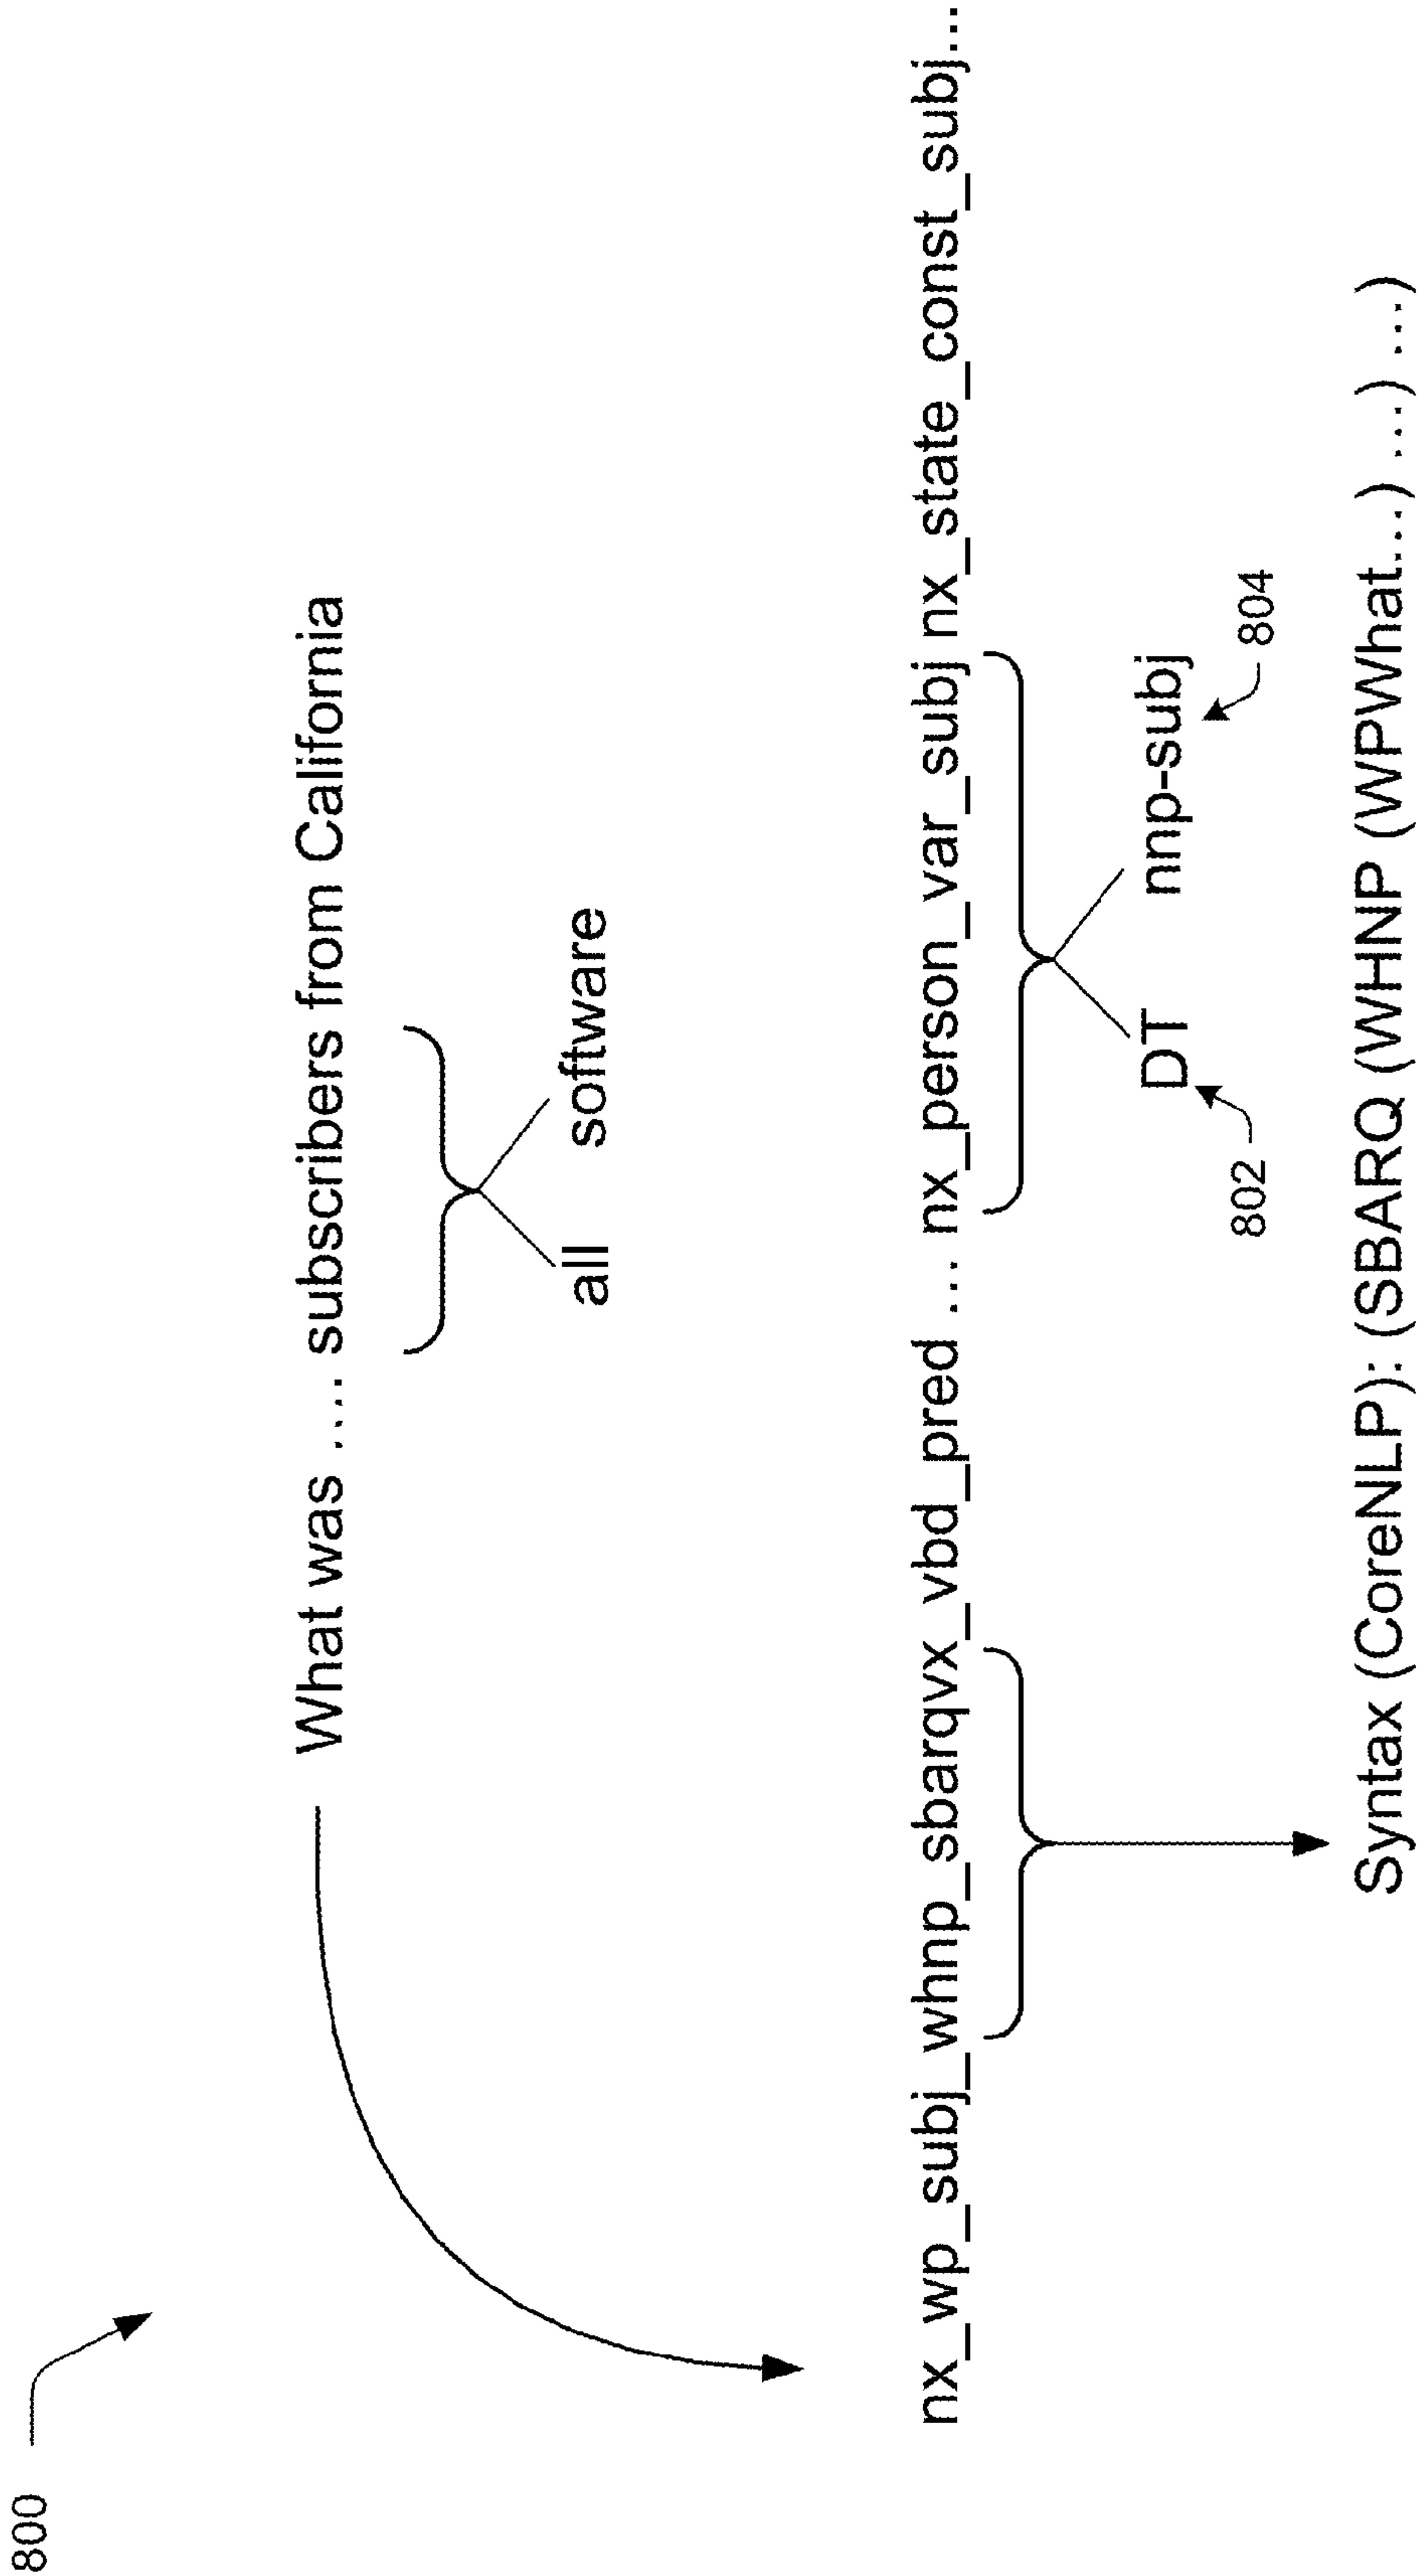 800
What was .... subscribers from California
all software
nx_wp_subj_whnp_sbarqvx_vbd_pred ... nx_person_var_subj nx_state_const_subj...
DT nnp-subj
802 804
Syntax (CoreNLP): (SBARQ (WHNP (WPWhat...) ...) ...)